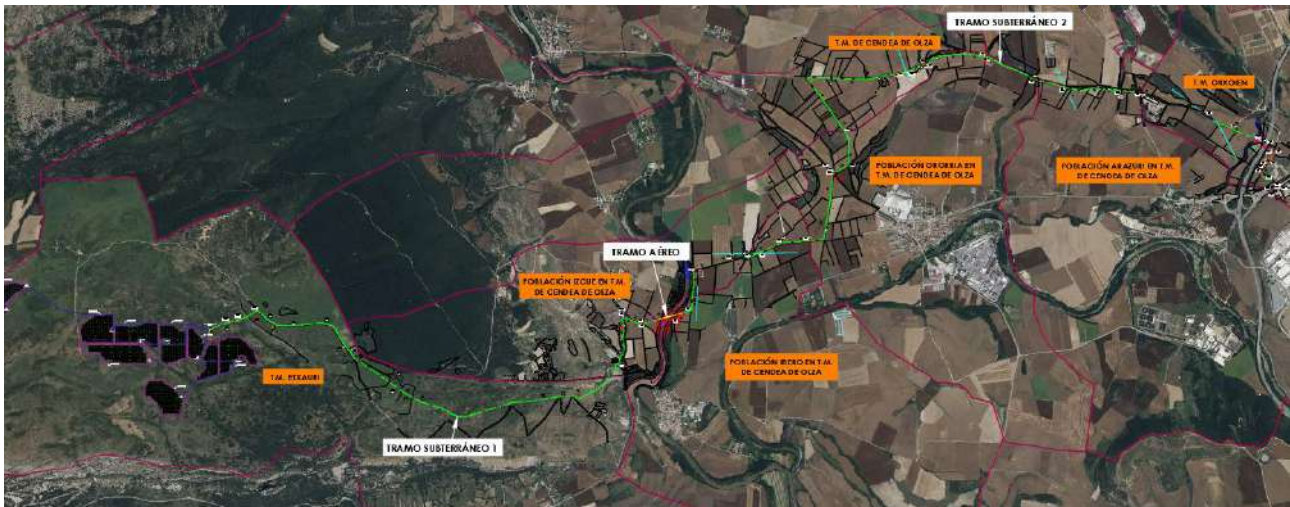 TRAMO SUBTERRÁNEO 2
T.M. DE CENDEA DE OLZA
T.M. ORKOIEN
POBLACIÓN ORORBIA EN
T.M. DE CENDEA DE OLZA
POBLACIÓN ARAZURI EN T.M.
DE CENDEA DE OLZA
TRAMO AÉREO
POBLACIÓN IZCUE EN T.M.
DE CENDEA DE OLZA
POBLACIÓN IBERO EN T.M.
DE CENDEA DE OLZA
T.M. ETXAURI
TRAMO SUBTERRÁNEO 1